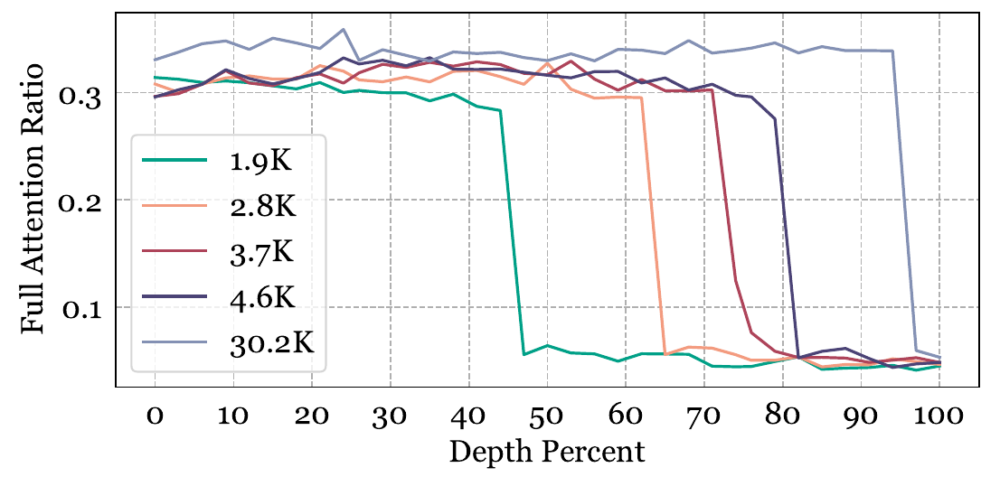 Full Attention Ratio
0.3
0.2
0.1
1.9K
2.8K
3.7K
4.6K
30.2K
0 10 20 30 40 50 60 70 80 90 100
Depth Percent